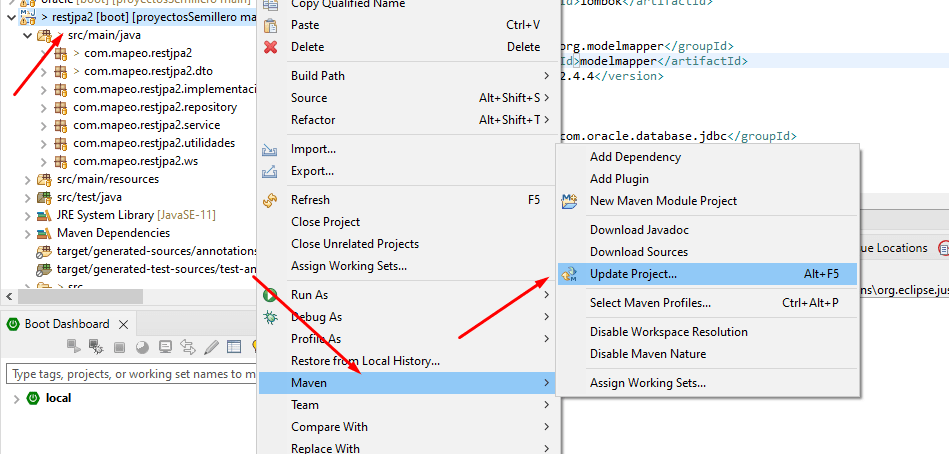 oracle [boot] [proyectosSemillero main]
> restjpa2 [boot] [proyectosSemillero ma
> src/main/java
com.mapeo.restjpa2
> com.mapeo.restjpa2.dto
com.mapeo.restjpa2.implementaci
com.mapeo.restjpa2.repository
com.mapeo.restjpa2.service
com.mapeo.restjpa2.utilidades
com.mapeo.restjpa2.ws
src/main/resources
src/test/java
JRE System Library [JavaSE-11]
Maven Dependencies
target/generated-sources/annotations
target/generated-test-sources/test-an
> src
Boot Dashboard
Type tags, projects, or working set names to m
local
Copy Qualified Name
Paste Ctrl+V
Delete Delete
Build Path
Source Alt+Shift+S
Refactor Alt+Shift+T
Import...
Export...
Refresh F5
Close Project
Close Unrelated Projects
Assign Working Sets...
Run As
Debug As
Profile As
Restore from Local History...
Maven
Team
Compare With
Replace With
Id>lombok</artifactId>
org.modelmapper</groupId>
Id>modelmapper</artifactId>
2.4.4</version>
com.oracle.database.jdbc</groupId>
Add Dependency
Add Plugin
New Maven Module Project
Download Javadoc
Download Sources
Update Project... Alt+F5
Select Maven Profiles... Ctrl+Alt+P
Disable Workspace Resolution
Disable Maven Nature
Assign Working Sets...
ue Locations
ns\org.eclipse.jus